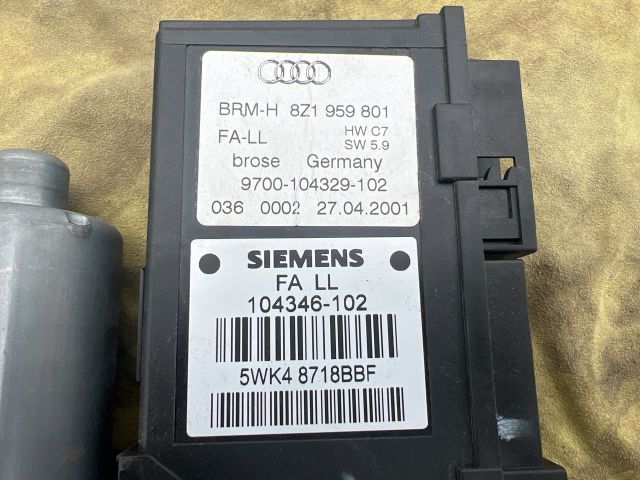 BRM-H 8Z1 959 801
FA-LL HW C7
SW 5.9
brose Germany
9700-104329-102
036 0002 27.04.2001
SIEMENS
FA LL
104346-102
5WK4 8718BBF